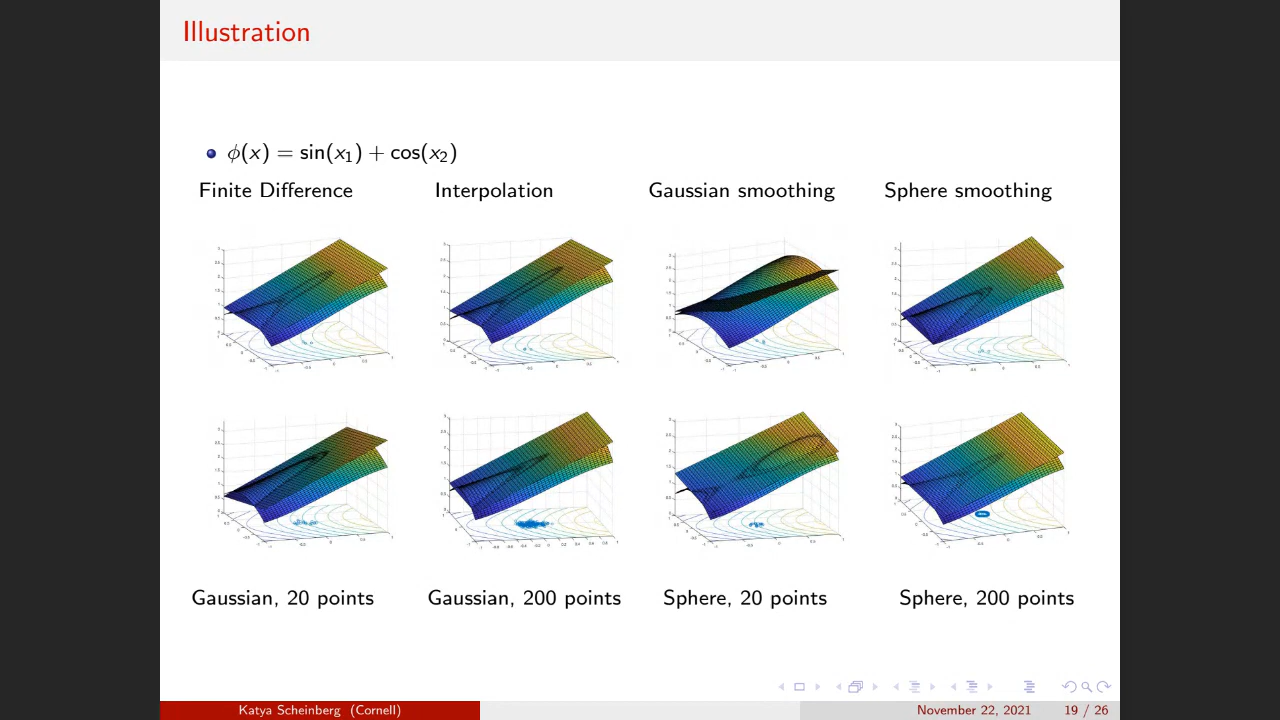 Illustration
ϕ(x) = sin(x₁) + cos(x₂)
Finite Difference
Interpolation
Gaussian smoothing
Sphere smoothing
Gaussian, 20 points
Gaussian, 200 points
Sphere, 20 points
Sphere, 200 points
Katya Scheinberg (Cornell)
November 22, 2021
19 / 26